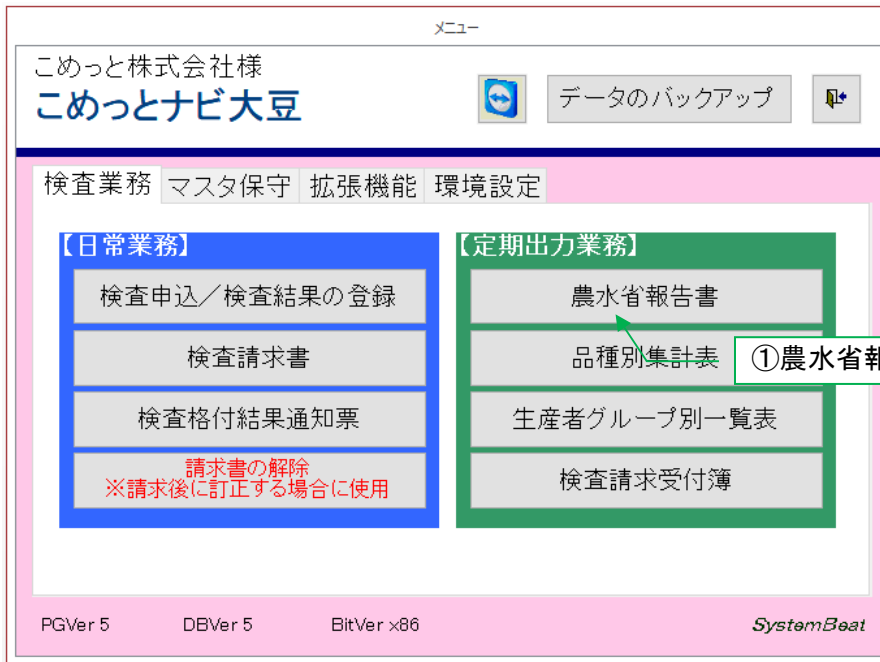 メニュー
こめっと株式会社様
こめっとナビ大豆
データのバックアップ
検査業務 マスタ保守 拡張機能 環境設定
【日常業務】
検査申込／検査結果の登録
検査請求書
検査格付結果通知票
請求書の解除
※請求後に訂正する場合に使用
【定期出力業務】
農水省報告書
品種別集計表
①農水省報
生産者グループ別一覧表
検査請求受付簿
PGVer 5 DBVer 5 BitVer x86 SystemBeat